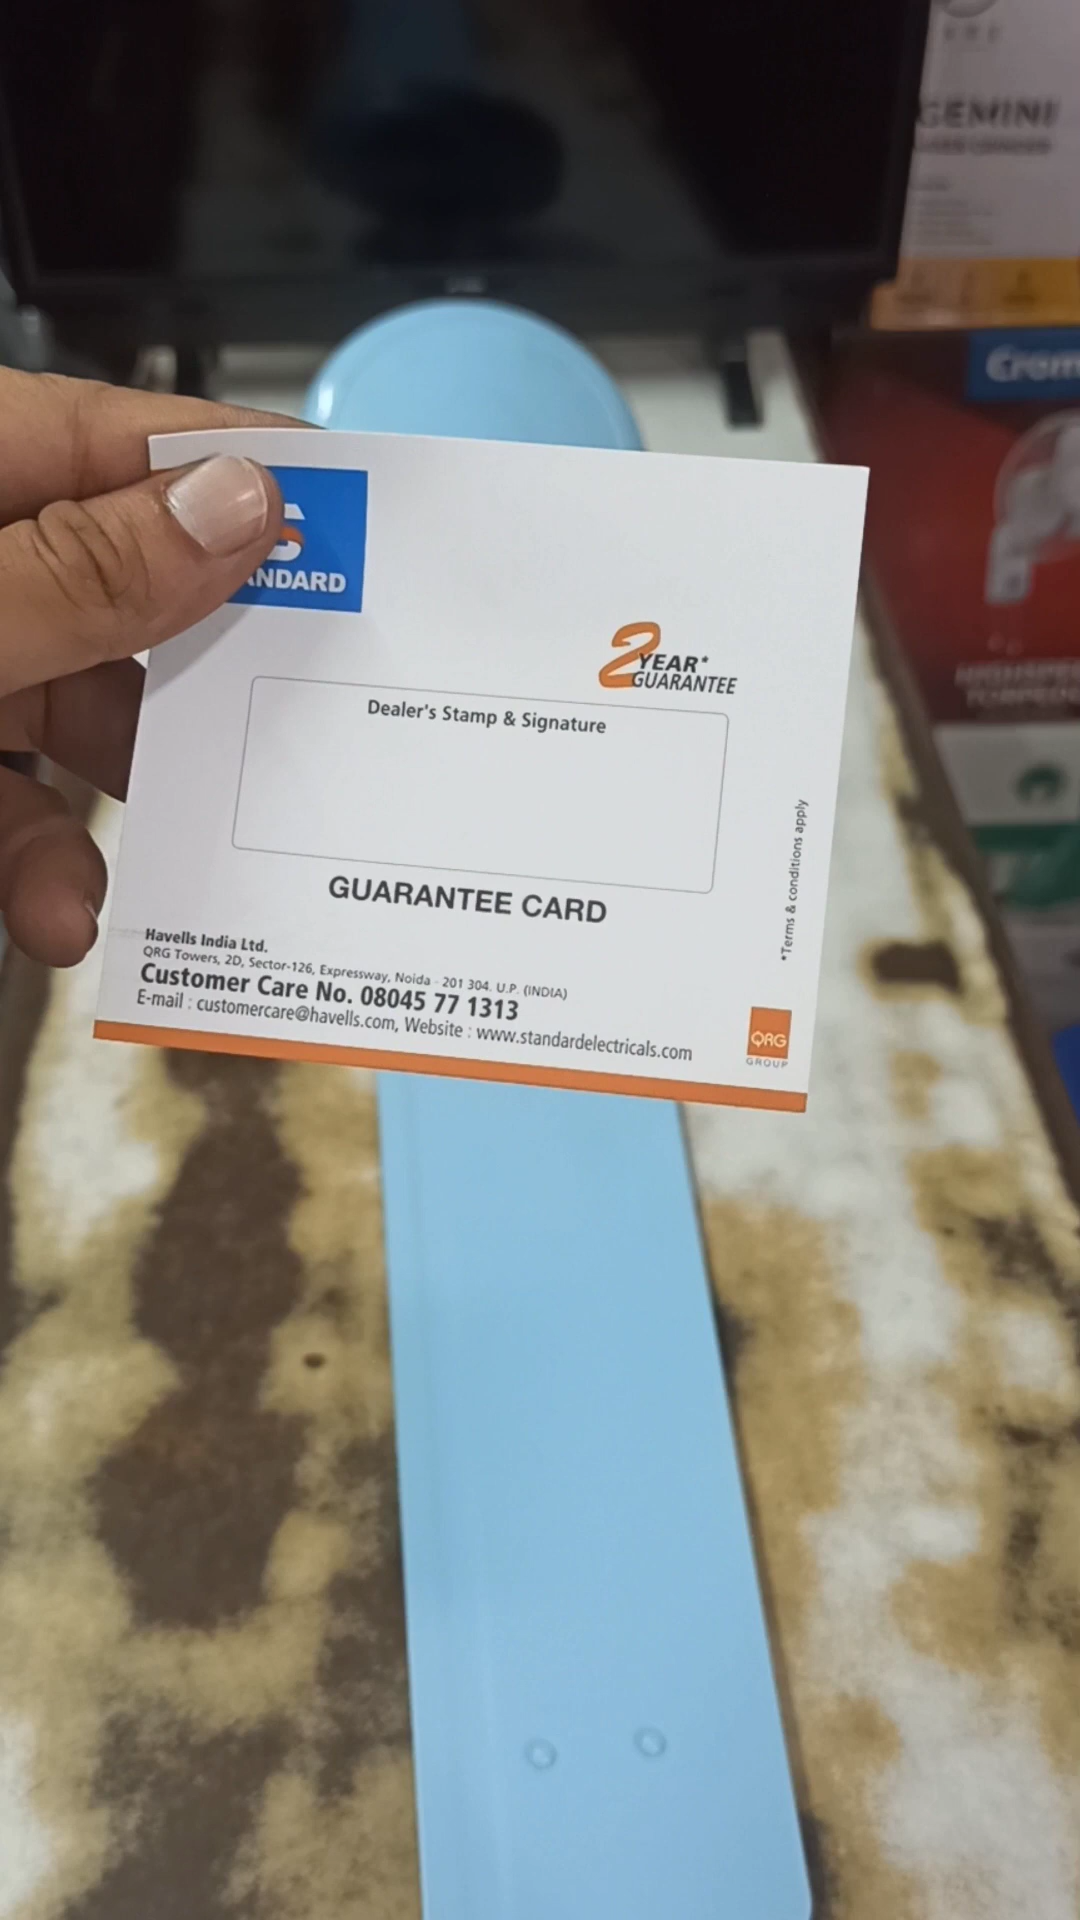 GEMINI
Crom
ANDARD
2 YEAR*
GUARANTEE
Dealer's Stamp & Signature
GUARANTEE CARD
*Terms & conditions apply
Havells India Ltd.
QRG Towers, 2D, Sector-126, Expressway, Noida - 201 304. U.P. (INDIA)
Customer Care No. 08045 77 1313
E-mail : customercare@havells.com, Website : www.standardelectricals.com
QRG
GROUP